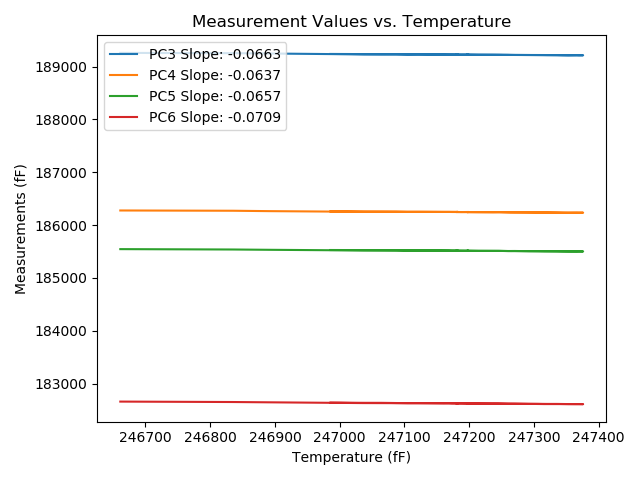 Measurement Values vs. Temperature
PC3 Slope: -0.0663
PC4 Slope: -0.0637
PC5 Slope: -0.0657
PC6 Slope: -0.0709
189000
188000
187000
186000
185000
184000
183000
Measurements (fF)
246700 246800 246900 247000 247100 247200 247300 247400
Temperature (fF)